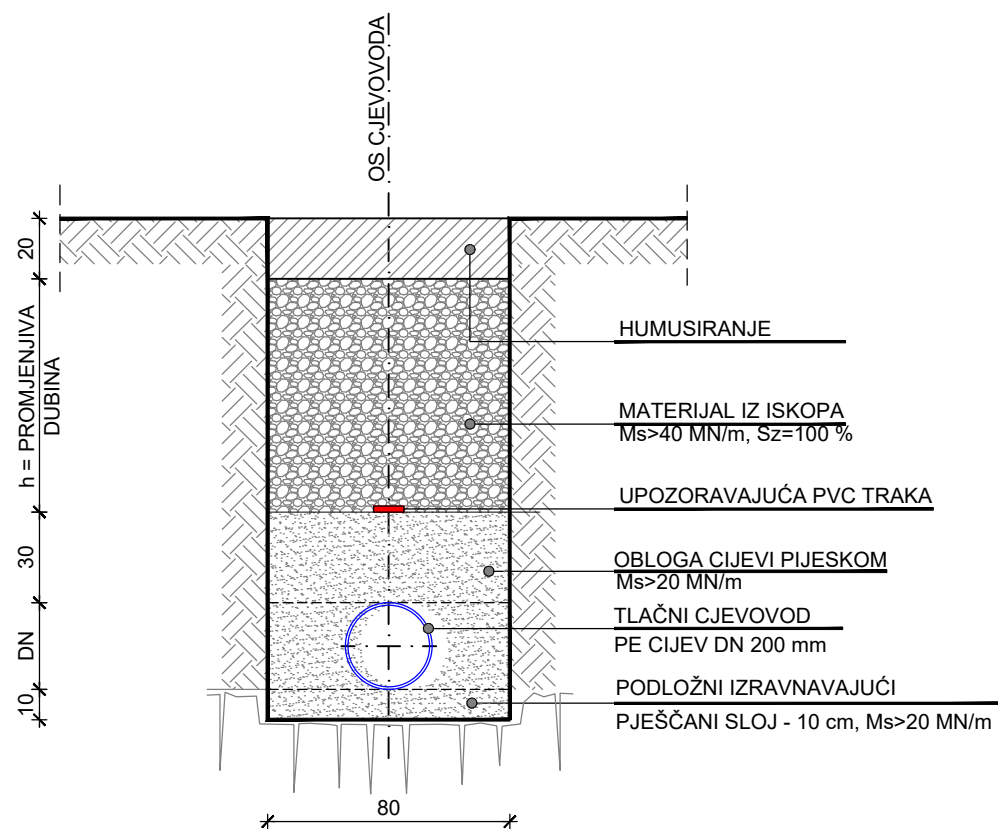 OS CJEVOVODA
20
h = PROMJENJIVA
DUBINA
30
DN
10
HUMUSIRANJE
MATERIJAL IZ ISKOPA
Ms>40 MN/m, Sz=100 %
UPOZORAVAJUĆA PVC TRAKA
OBLOGA CIJEVI PIJESKOM
Ms>20 MN/m
TLAČNI CJEVOVOD
PE CIJEV DN 200 mm
PODLOŽNI IZRAVNAVAJUĆI
PJEŠČANI SLOJ - 10 cm, Ms>20 MN/m
80